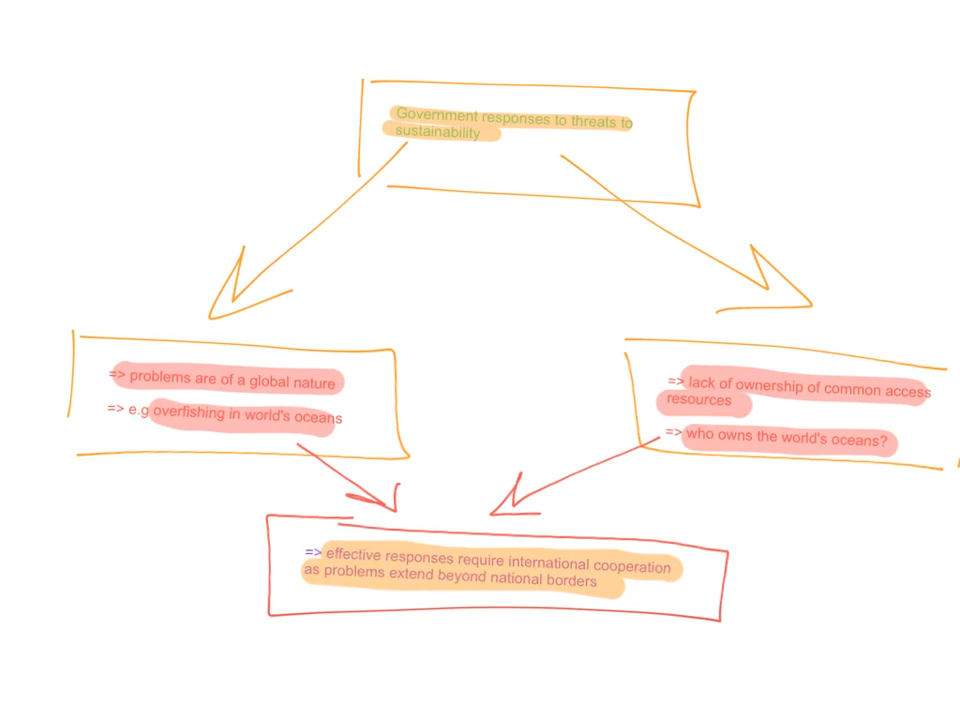 Government responses to threats to
sustainability
=> problems are of a global nature
=> e.g overfishing in world's oceans
=> lack of ownership of common access
resources
=> who owns the world's oceans?
=> effective responses require international cooperation
as problems extend beyond national borders